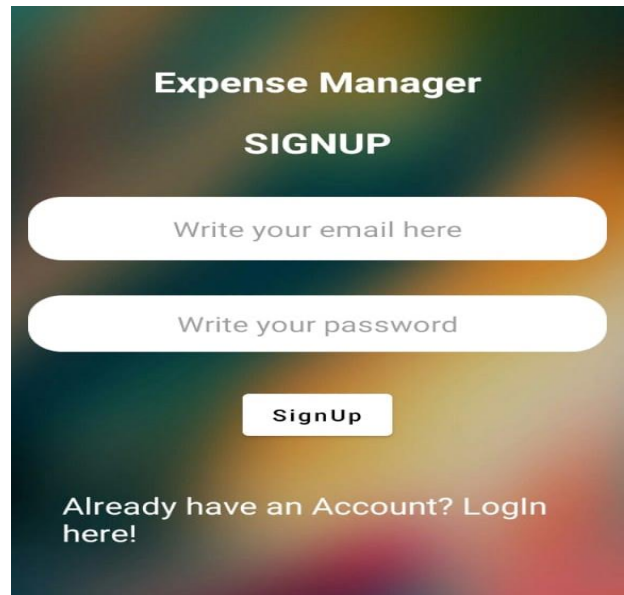 Expense Manager
SIGNUP
Write your email here
Write your password
SignUp
Already have an Account? LogIn
here!